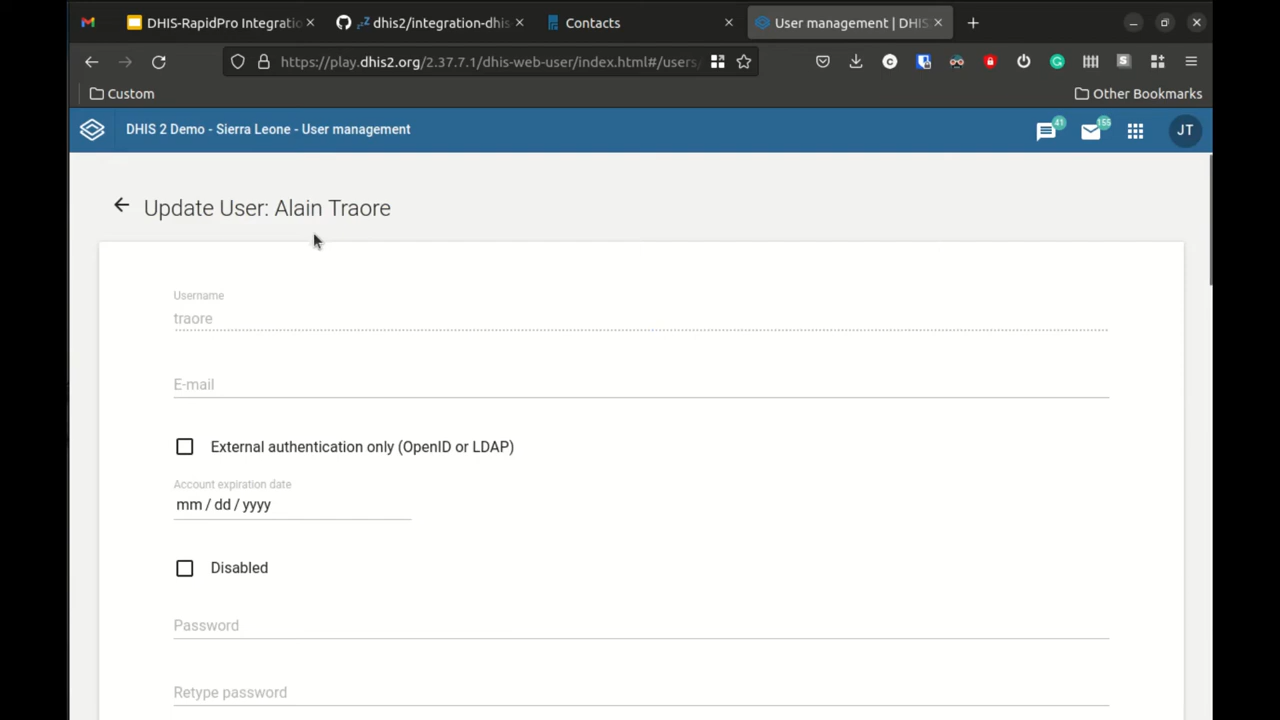 DHIS-RapidPro Integratio
dhis2/integration-dhis
Contacts
User management | DHIS
https://play.dhis2.org/2.37.7.1/dhis-web-user/index.html#/users/
Custom
Other Bookmarks
DHIS 2 Demo - Sierra Leone - User management
41
155
JT
Update User: Alain Traore
Username
traore
E-mail
External authentication only (OpenID or LDAP)
Account expiration date
mm / dd / yyyy
Disabled
Password
Retype password